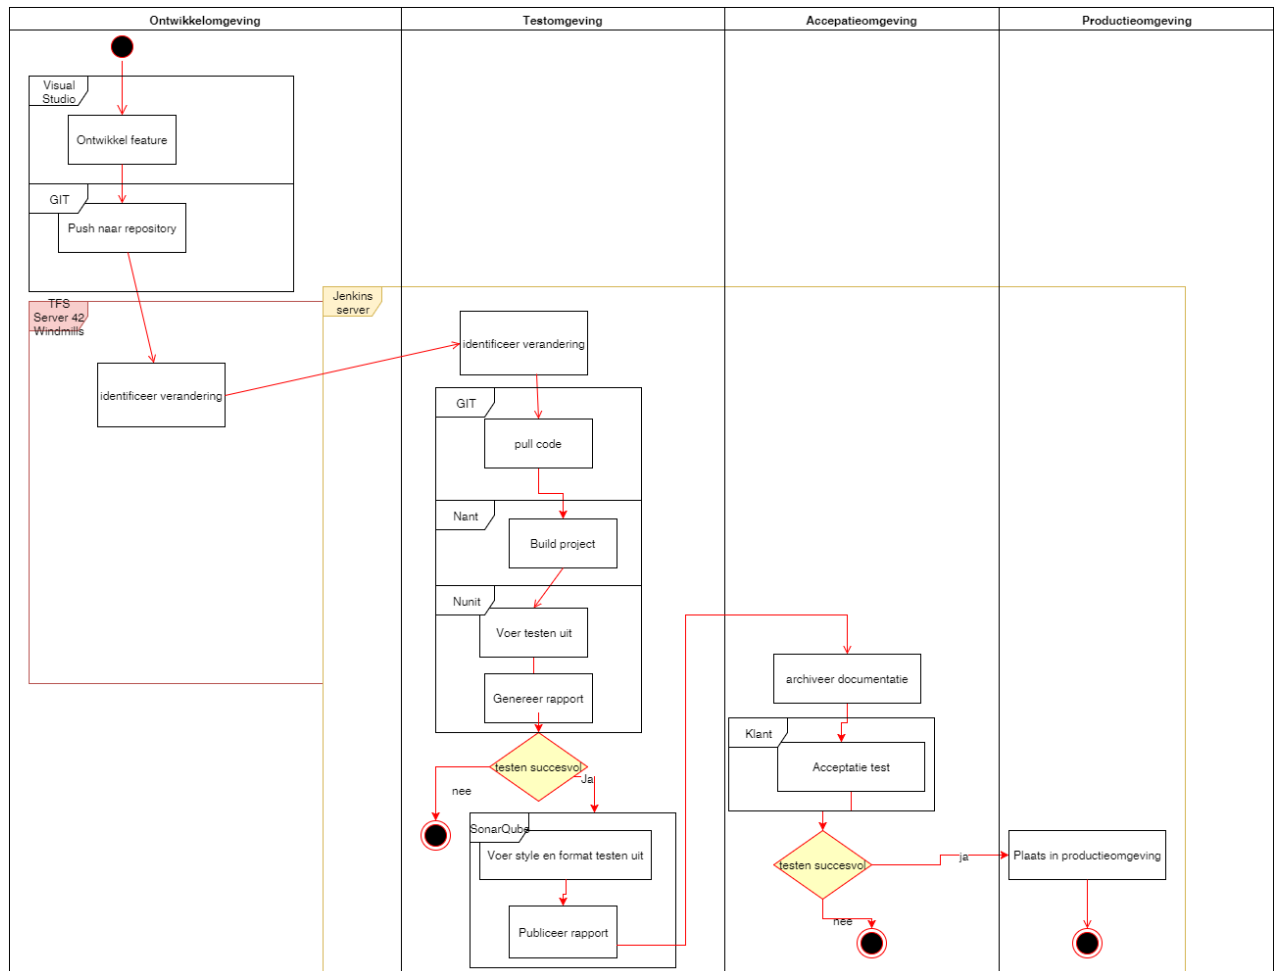 Ontwikkelomgeving
Testomgeving
Accepatieomgeving
Productieomgeving
Visual
Studio
Ontwikkel feature
GIT
Push naar repository
TFS
Server 42
Windmills
identificeer verandering
Jenkins
server
identificeer verandering
GIT
pull code
Nant
Build project
Nunit
Voer testen uit
Genereer rapport
testen succesvol
nee
Ja
SonarQube
Voer style en format testen uit
Publiceer rapport
archiveer documentatie
Klant
Acceptatie test
testen succesvol
ja
nee
Plaats in productieomgeving